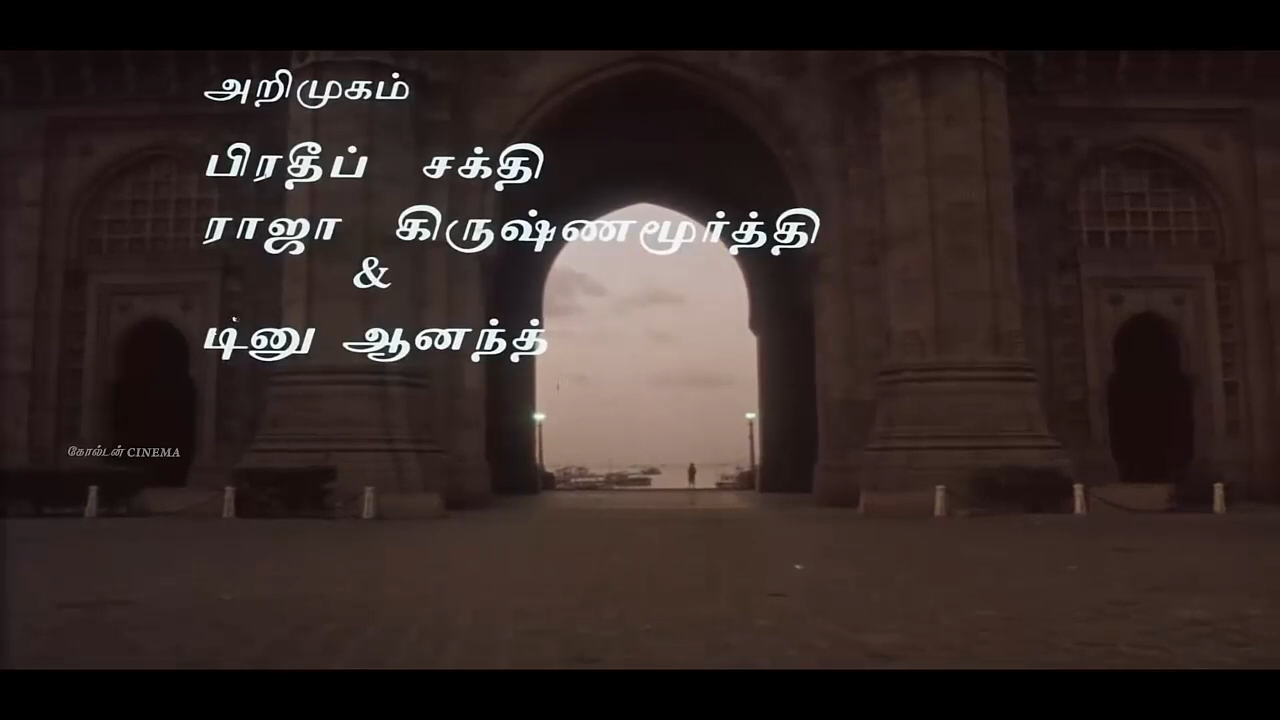 அறிமுகம்
பிரதீப் சக்தி
ராஜா கிருஷ்ணமூர்த்தி
&
டினு ஆனந்த்
கோல்டன் CINEMA